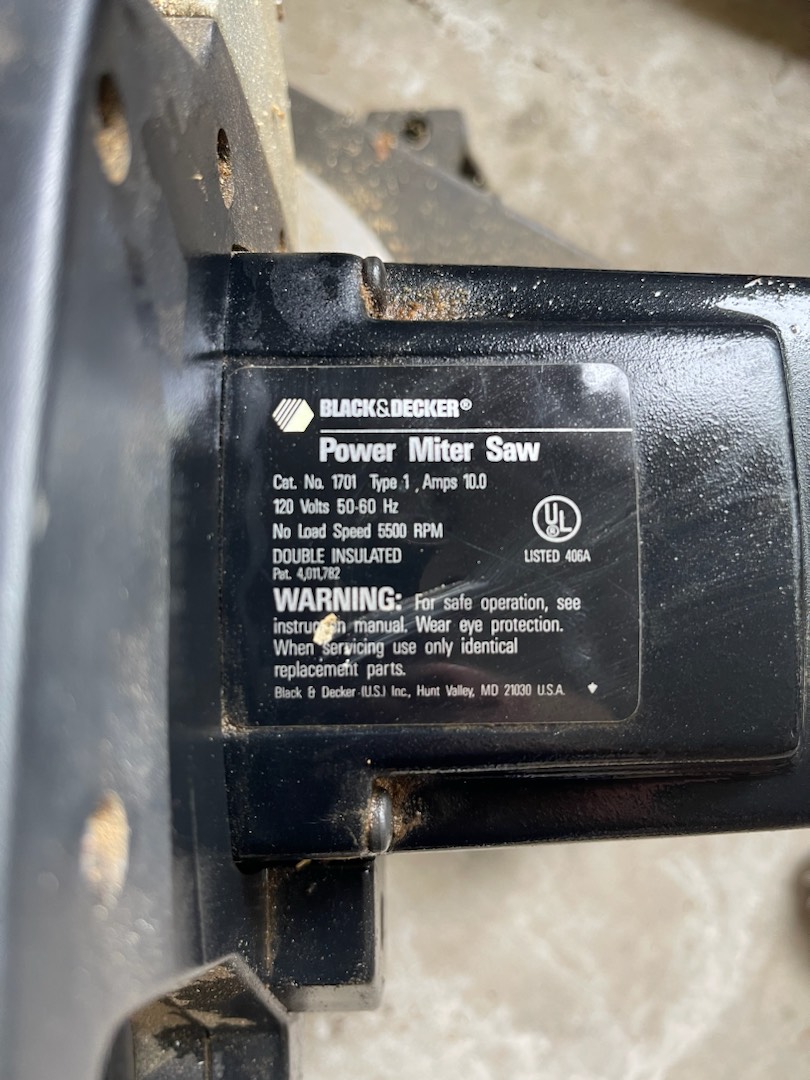 BLACK&DECKER®
Power Miter Saw
Cat. No. 1701 Type 1, Amps 10.0
120 Volts 50-60 Hz
No Load Speed 5500 RPM
DOUBLE INSULATED
Pat. 4,011,782
UL
®
LISTED 406A
WARNING: For safe operation, see
instruction manual. Wear eye protection.
When servicing use only identical
replacement parts.
Black & Decker (U.S.) Inc., Hunt Valley, MD 21030 U.S.A.